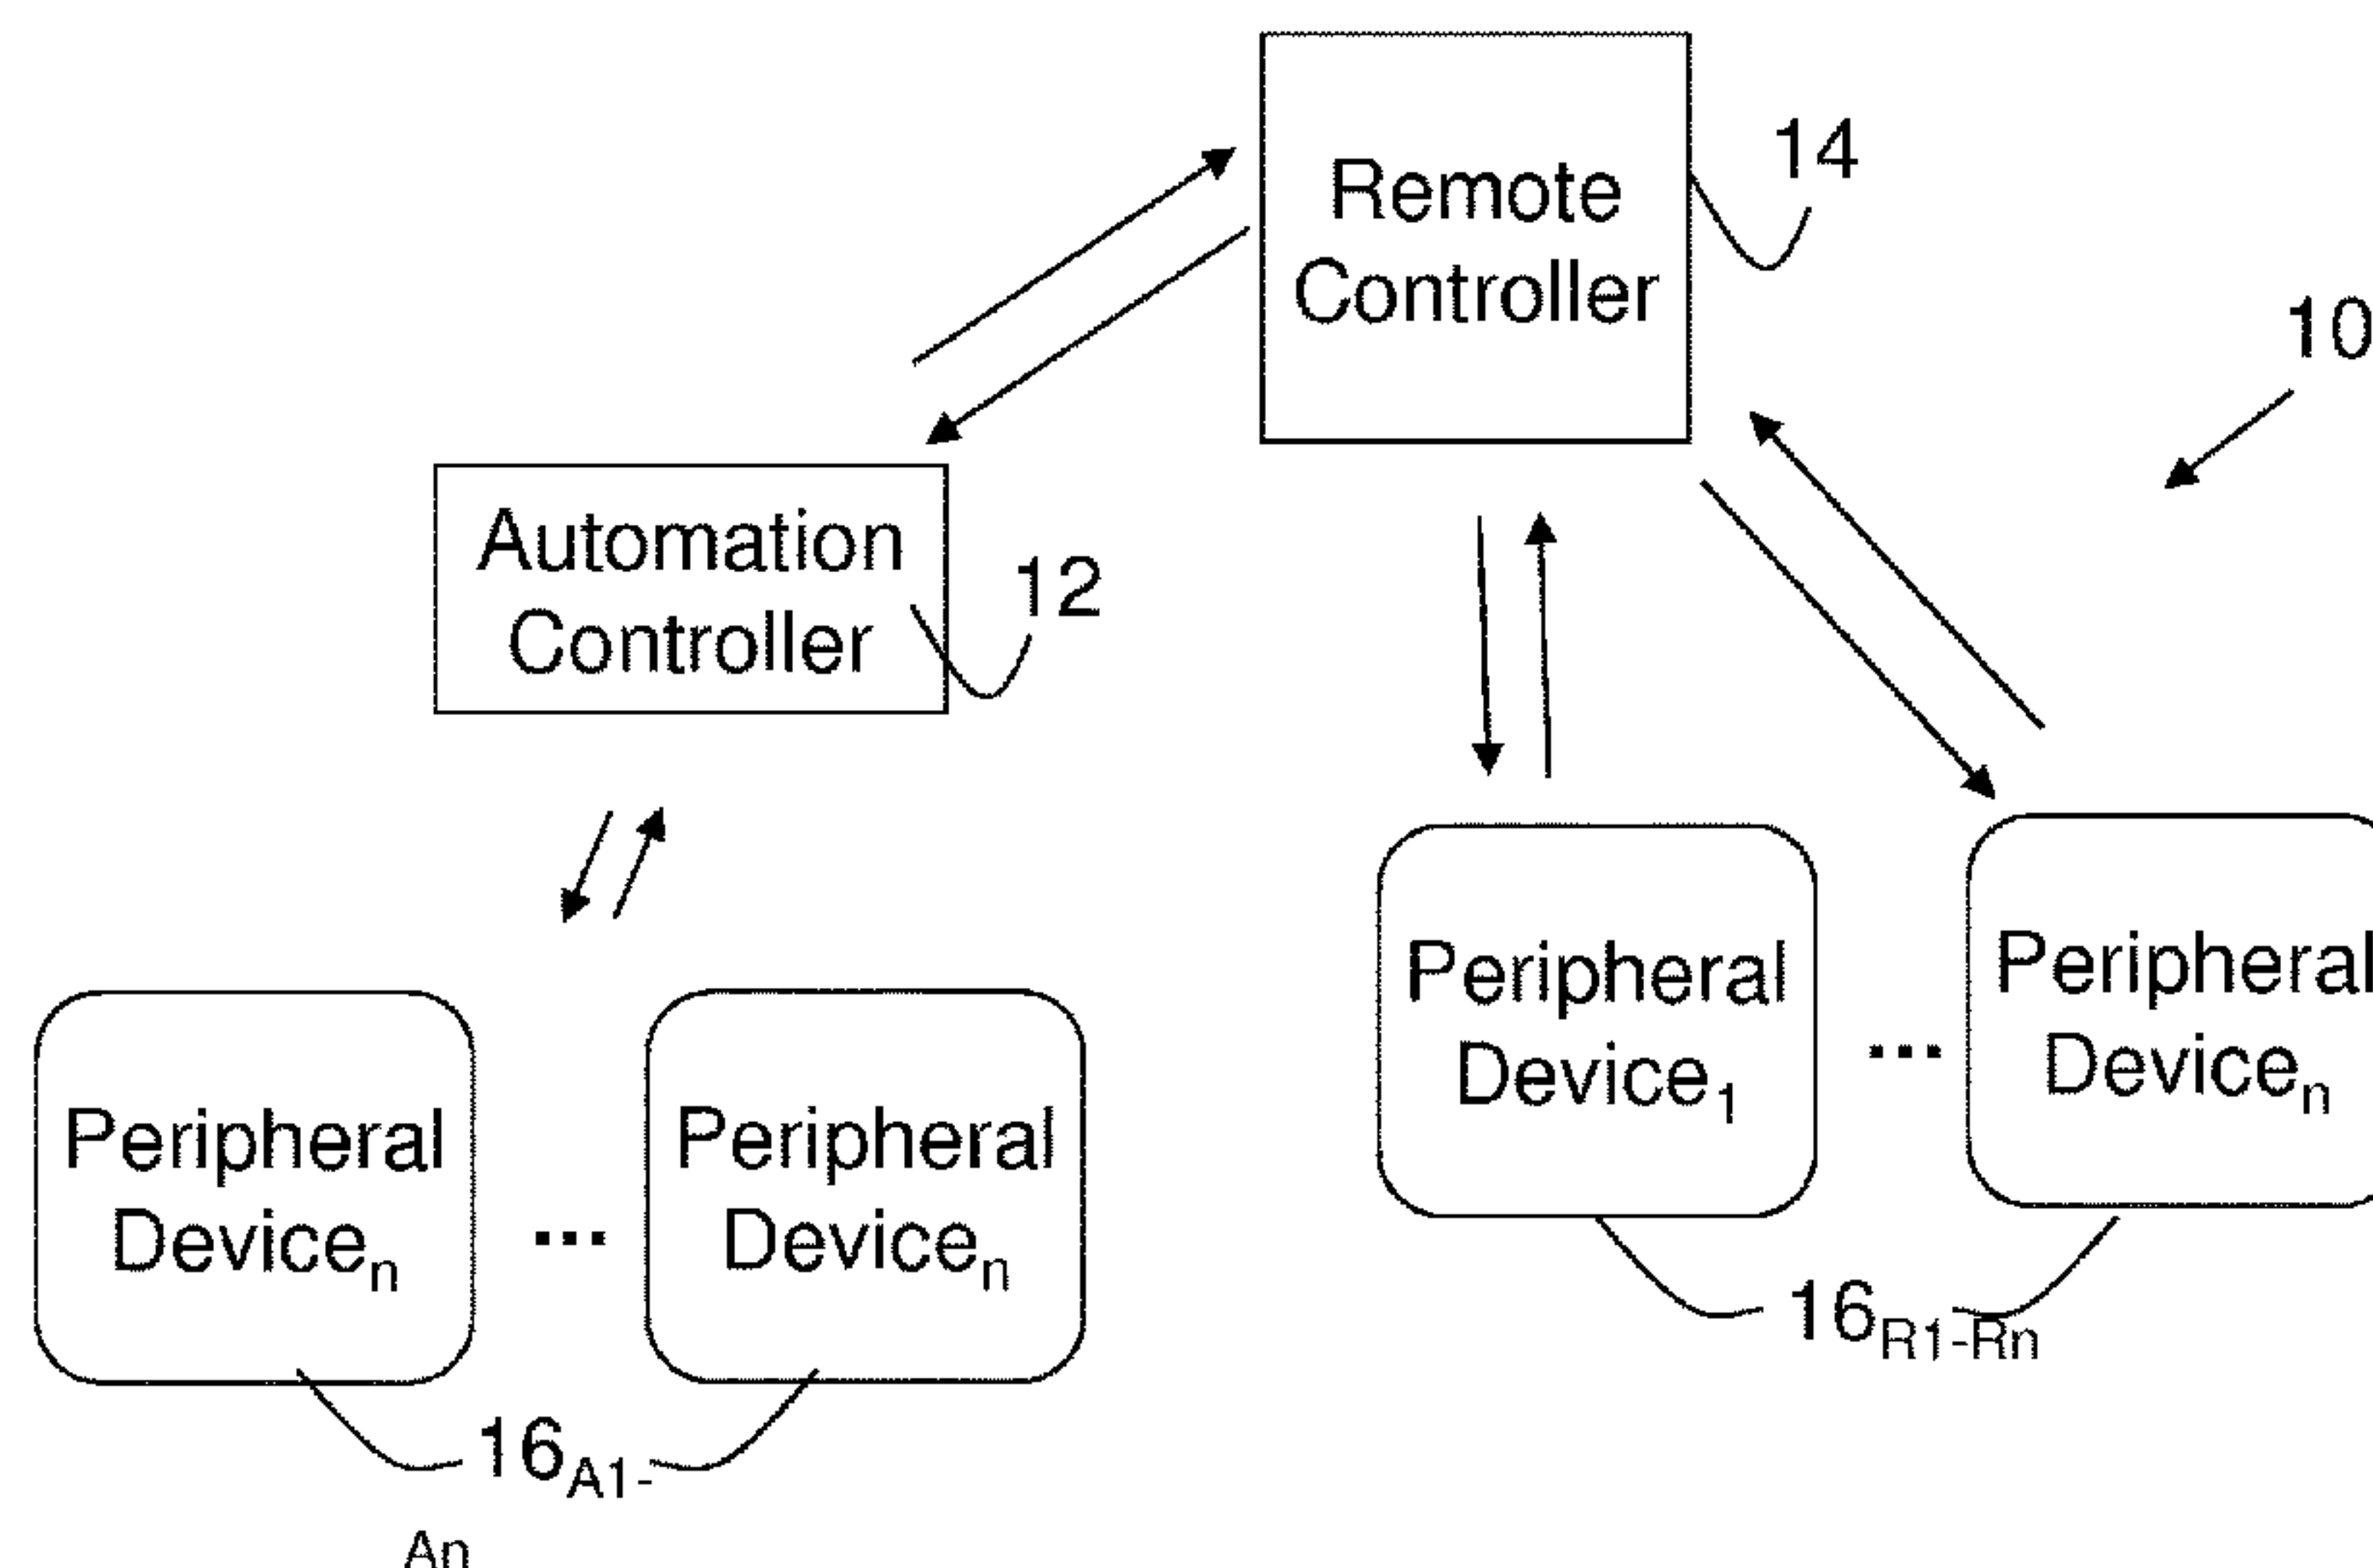 Remote
Controller
14
10
Automation
Controller
12
Peripheral
Device1
...
Peripheral
Devicen
16R1-Rn
Peripheral
Devicen
...
Peripheral
Devicen
16A1-
An